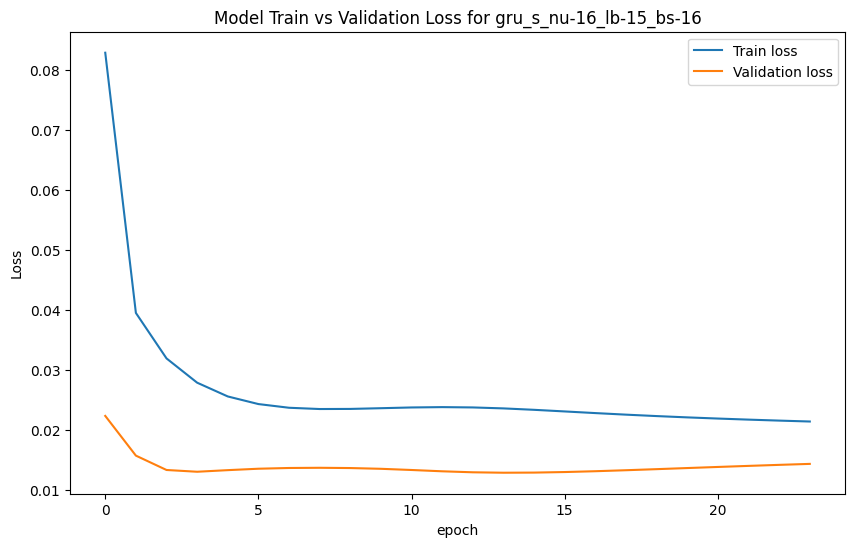 Model Train vs Validation Loss for gru_s_nu-16_lb-15_bs-16
Train loss
Validation loss
0.08
0.07
0.06
0.05
0.04
0.03
0.02
0.01
Loss
0 5 10 15 20
epoch